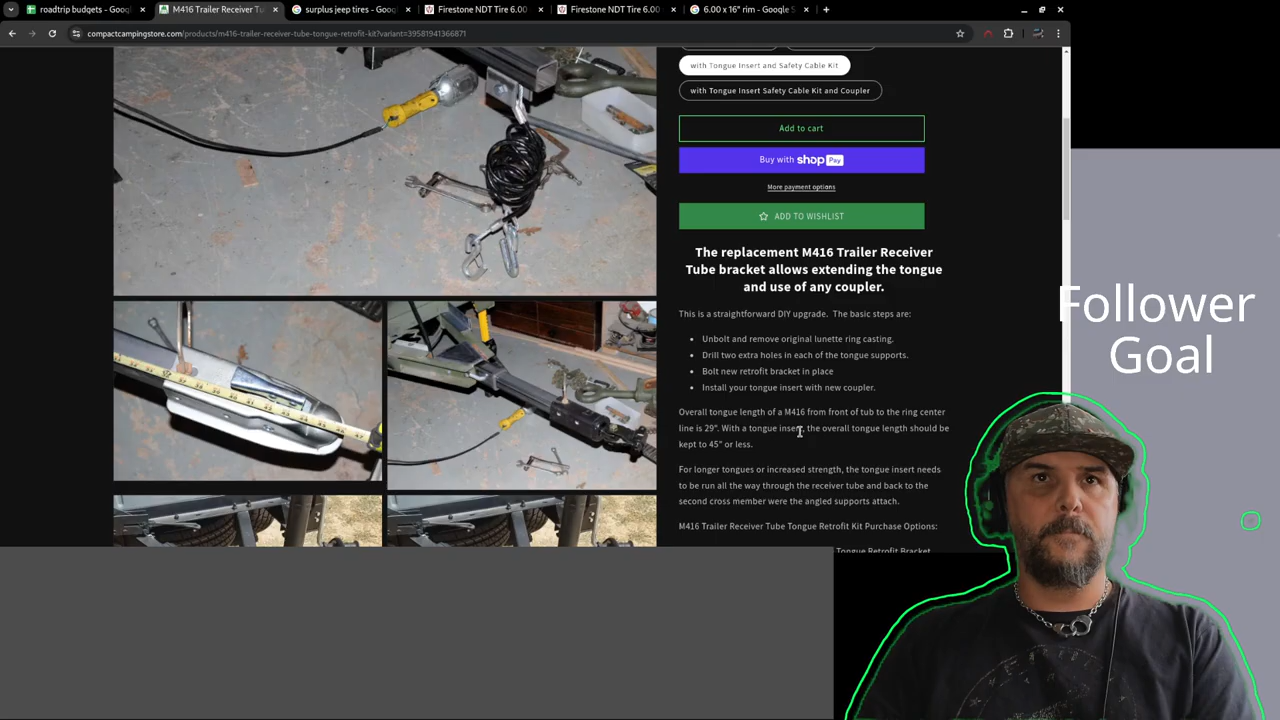 roadtrip budgets - Google
M416 Trailer Receiver Tub
surplus jeep tires - Googl
Firestone NDT Tire 6.00
Firestone NDT Tire 6.00
6.00 x 16" rim - Google S
compactcampingstore.com/products/m416-trailer-receiver-tube-tongue-retrofit-kit?variant=39581941366871
with Tongue Insert and Safety Cable Kit
with Tongue Insert Safety Cable Kit and Coupler
Add to cart
Buy with shop Pay
More payment options
ADD TO WISHLIST
The replacement M416 Trailer Receiver
Tube bracket allows extending the tongue
and use of any coupler.
This is a straightforward DIY upgrade. The basic steps are:
• Unbolt and remove original lunette ring casting.
• Drill two extra holes in each of the tongue supports.
• Bolt new retrofit bracket in place
• Install your tongue insert with new coupler.
Overall tongue length of a M416 from front of tub to the ring center
line is 29". With a tongue insert, the overall tongue length should be
kept to 45" or less.
For longer tongues or increased strength, the tongue insert needs
to be run all the way through the receiver tube and back to the
second cross member were the angled supports attach.
M416 Trailer Receiver Tube Tongue Retrofit Kit Purchase Options:
Tongue Retrofit Bracket
Follower
Goal